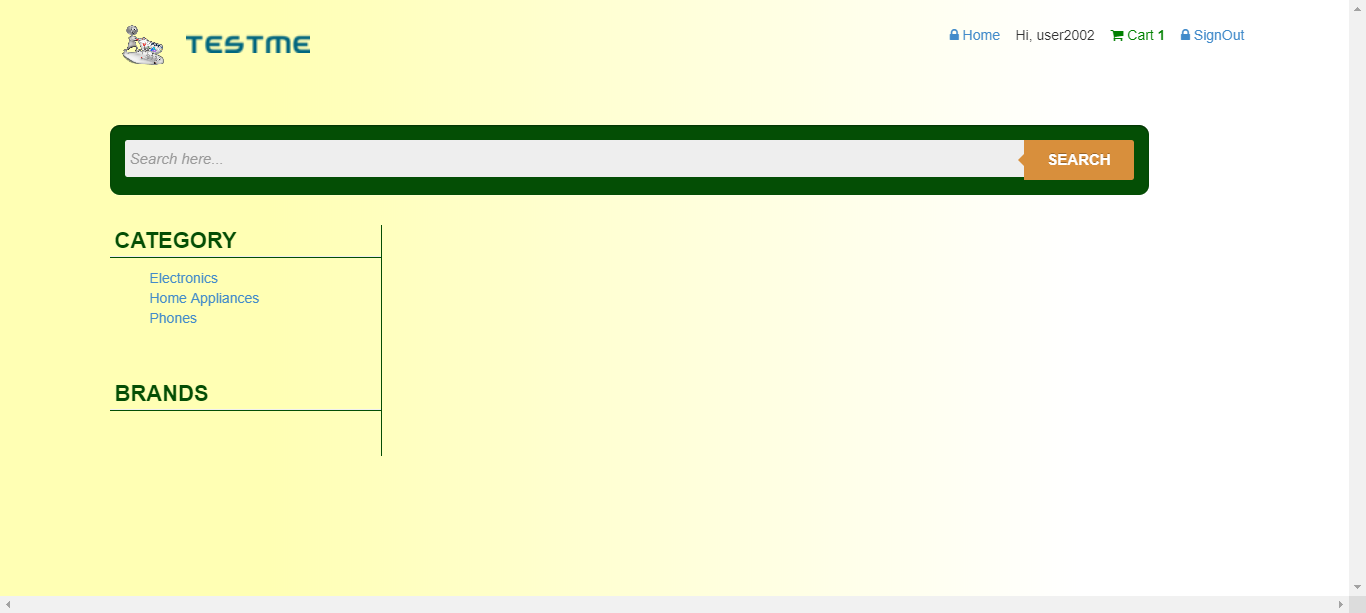 TESTME
Home Hi, user2002 Cart 1 SignOut
Search here...
SEARCH
CATEGORY
Electronics
Home Appliances
Phones
BRANDS